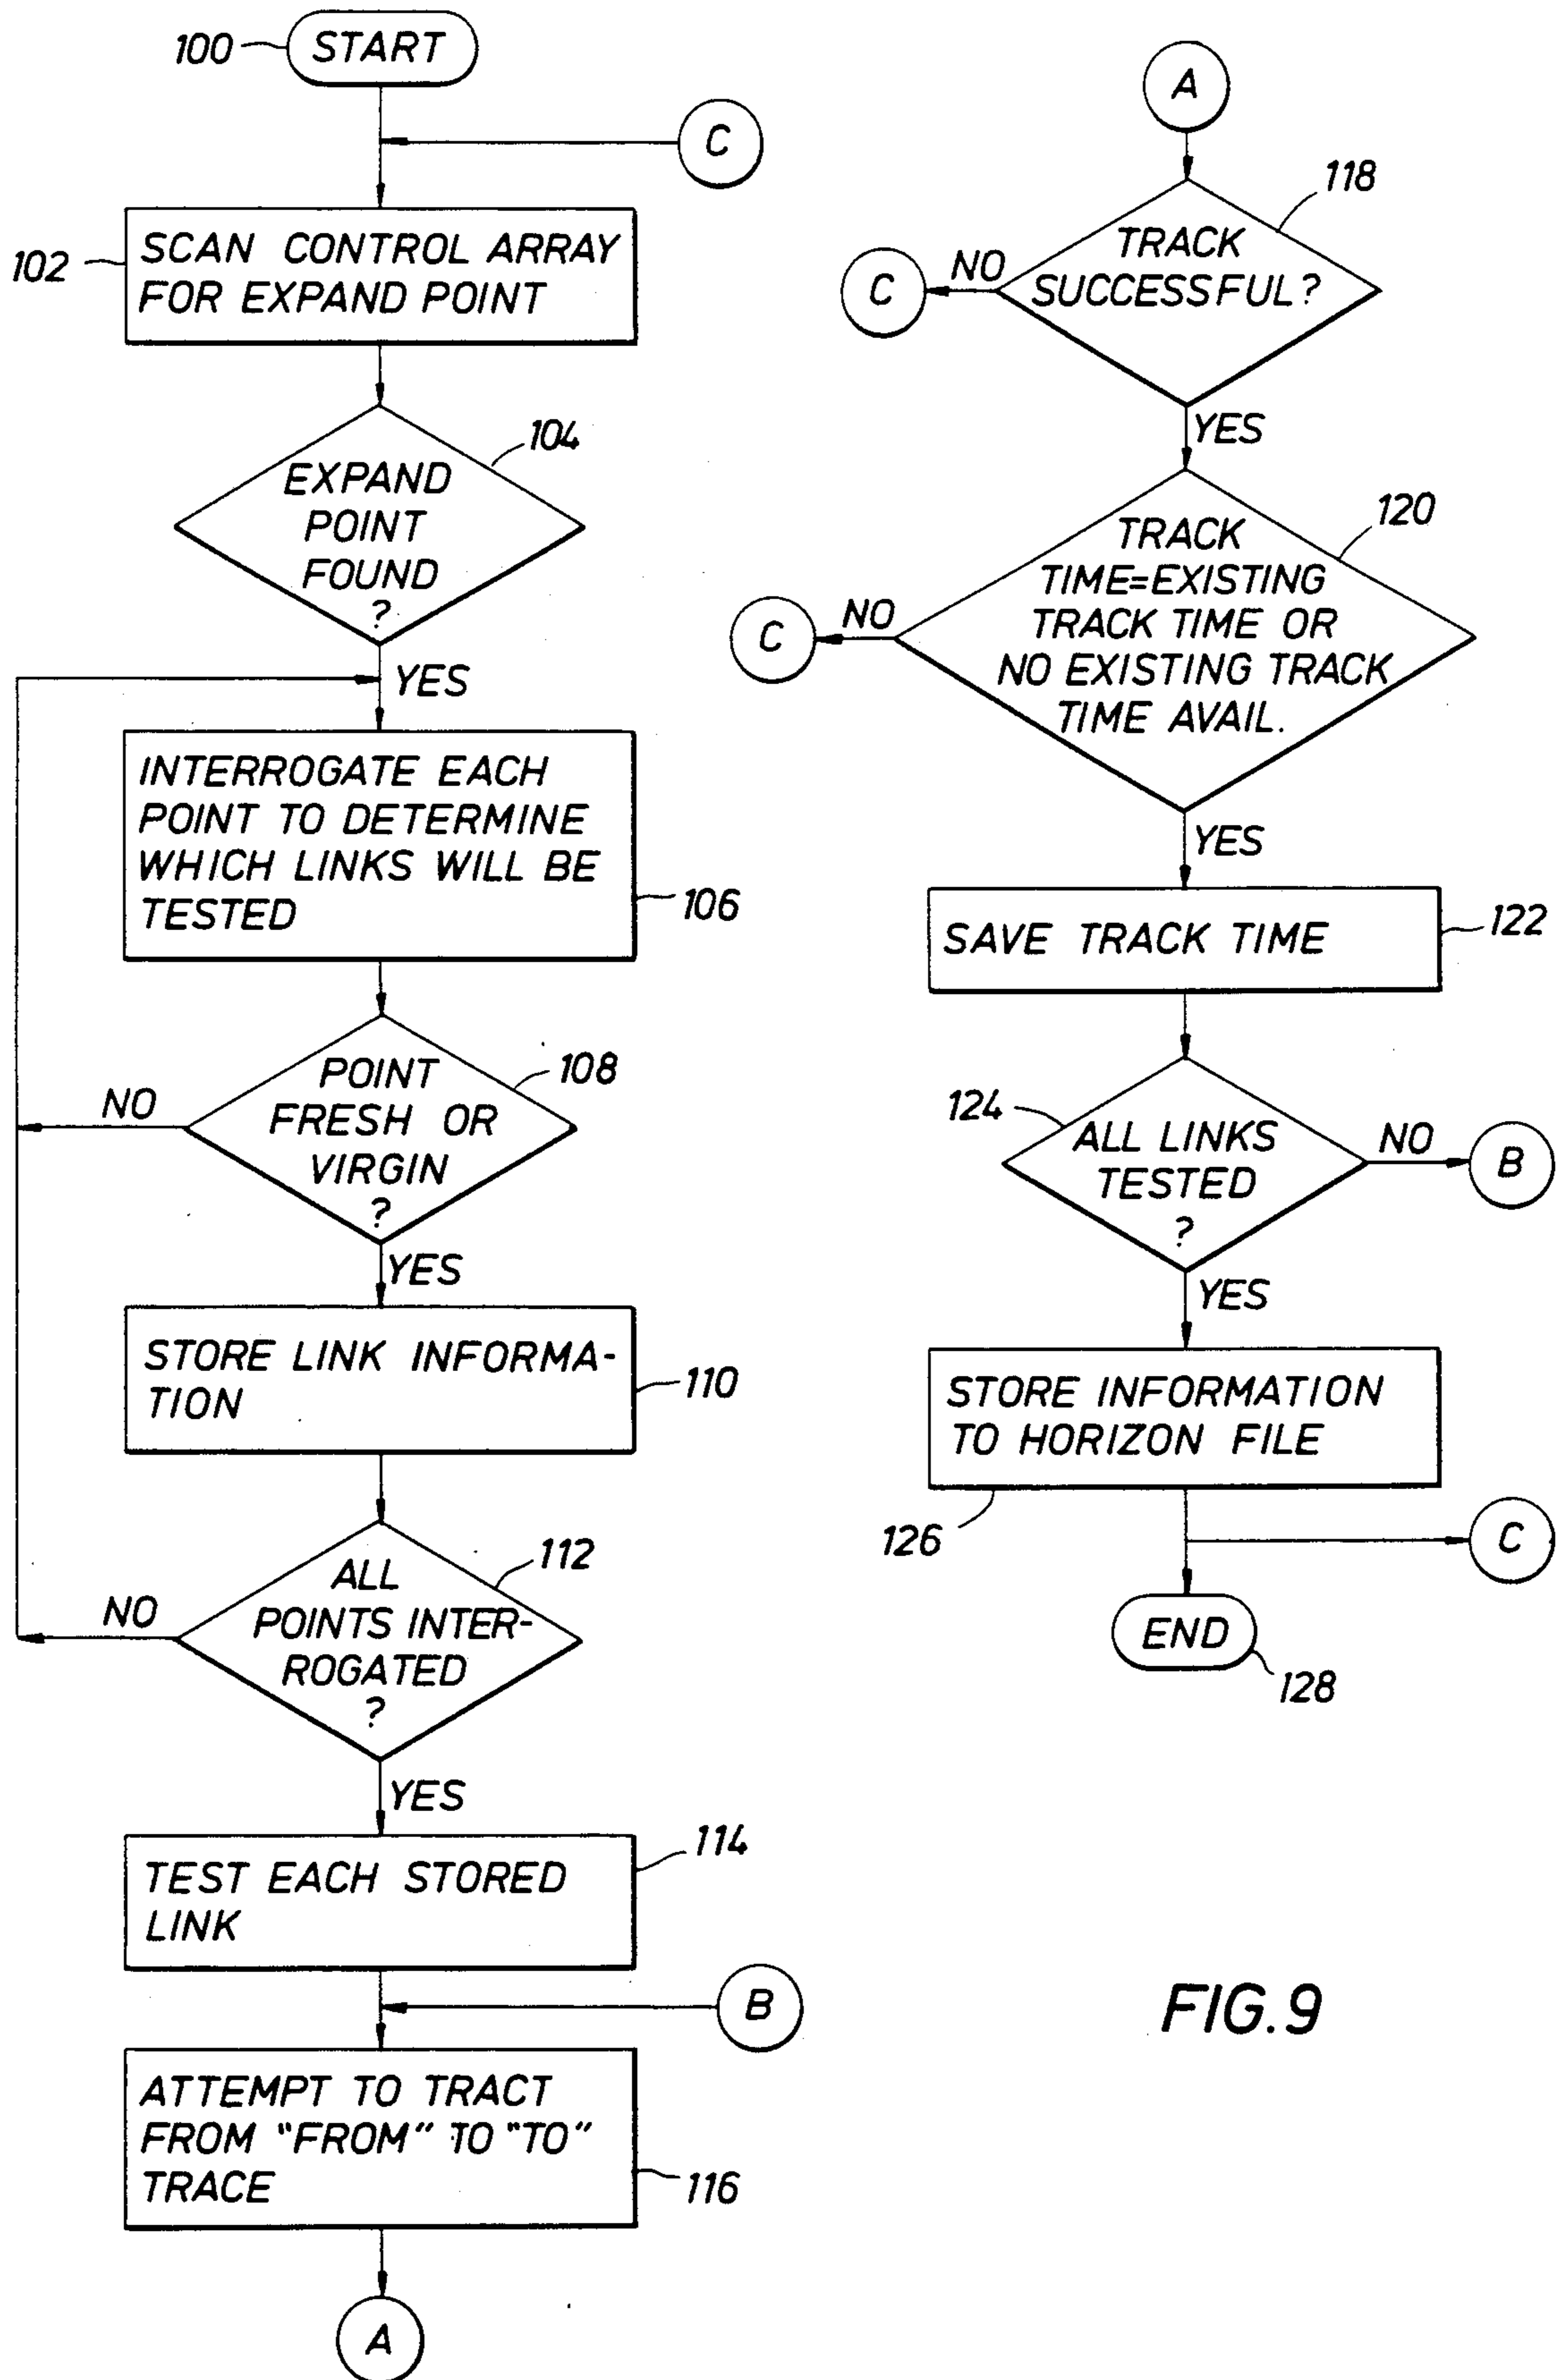 100
START
C
102
SCAN CONTROL ARRAY
FOR EXPAND POINT
104
EXPAND
POINT
FOUND
?
YES
INTERROGATE EACH
POINT TO DETERMINE
WHICH LINKS WILL BE
TESTED
106
108
POINT
FRESH OR
VIRGIN
?
NO
YES
STORE LINK INFORMA-
TION
110
112
ALL
POINTS INTER-
ROGATED
?
NO
YES
114
TEST EACH STORED
LINK
B
ATTEMPT TO TRACT
FROM "FROM" TO "TO"
TRACE
116
A
A
118
TRACK
SUCCESSFUL?
NO
C
YES
120
TRACK
TIME=EXISTING
TRACK TIME OR
NO EXISTING TRACK
TIME AVAIL.
NO
C
YES
SAVE TRACK TIME
122
124
ALL LINKS
TESTED
?
NO
B
YES
STORE INFORMATION
TO HORIZON FILE
126
C
END
128
FIG.9